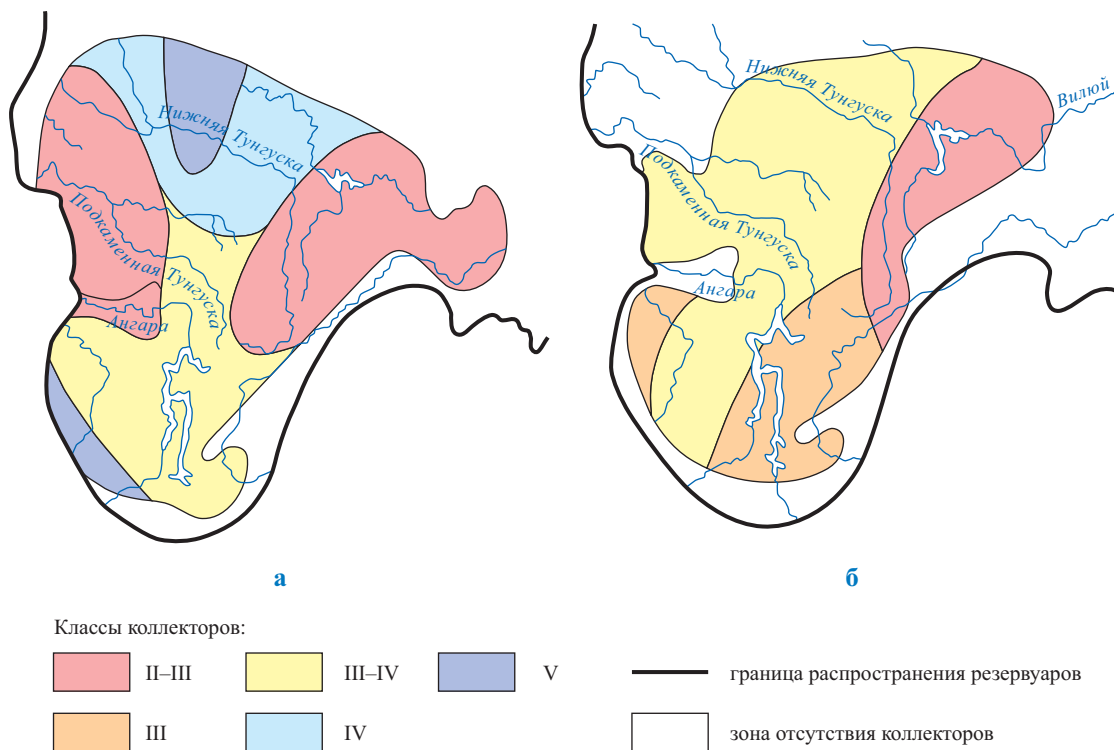 Нижняя Тунгуска
Подкаменная Тунгуска
Ангара
Нижняя Тунгуска
Вилюй
Подкаменная Тунгуска
Ангара
а
б
Классы коллекторов:
II–III
III–IV
V
граница распространения резервуаров
III
IV
зона отсутствия коллекторов